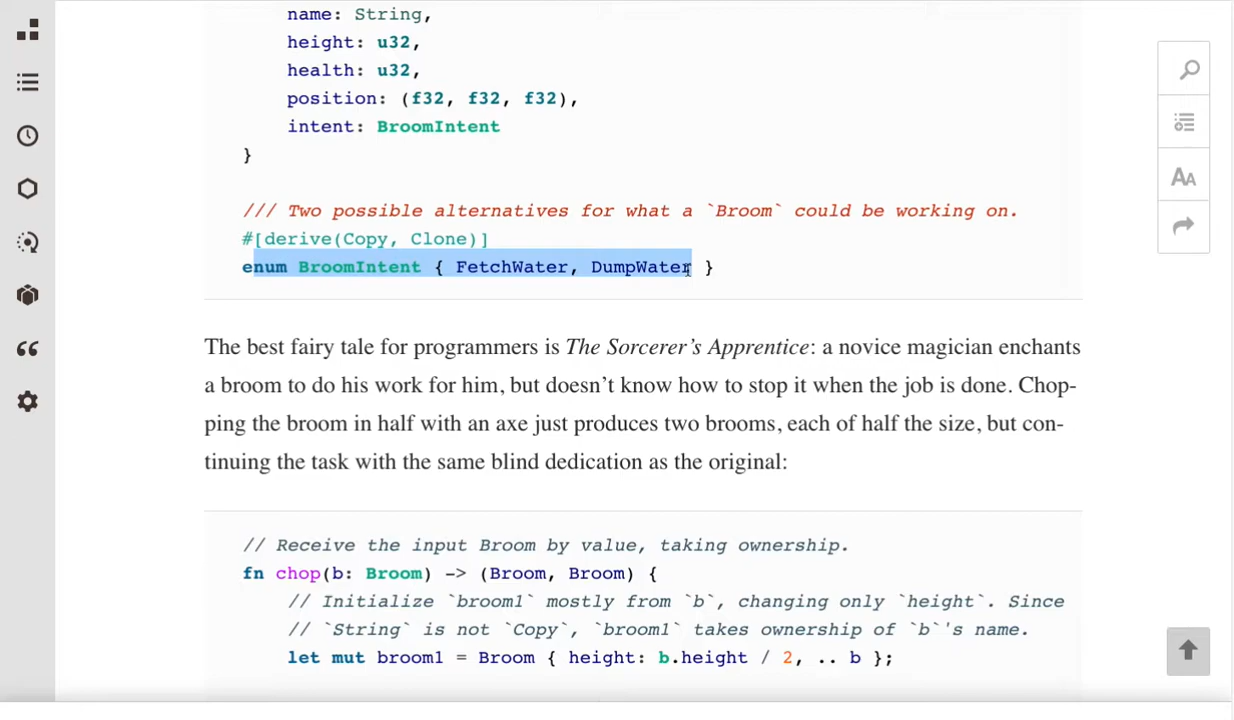 name: String,
height: u32,
health: u32,
position: (f32, f32, f32),
intent: BroomIntent
}
/// Two possible alternatives for what a `Broom` could be working on.
#[derive(Copy, Clone)]
enum BroomIntent { FetchWater, DumpWater }
The best fairy tale for programmers is The Sorcerer’s Apprentice: a novice magician enchants
a broom to do his work for him, but doesn’t know how to stop it when the job is done. Chop-
ping the broom in half with an axe just produces two brooms, each of half the size, but con-
tinuing the task with the same blind dedication as the original:
// Receive the input Broom by value, taking ownership.
fn chop(b: Broom) -> (Broom, Broom) {
// Initialize `broom1` mostly from `b`, changing only `height`. Since
// `String` is not `Copy`, `broom1` takes ownership of `b`'s name.
let mut broom1 = Broom { height: b.height / 2, .. b };
AA